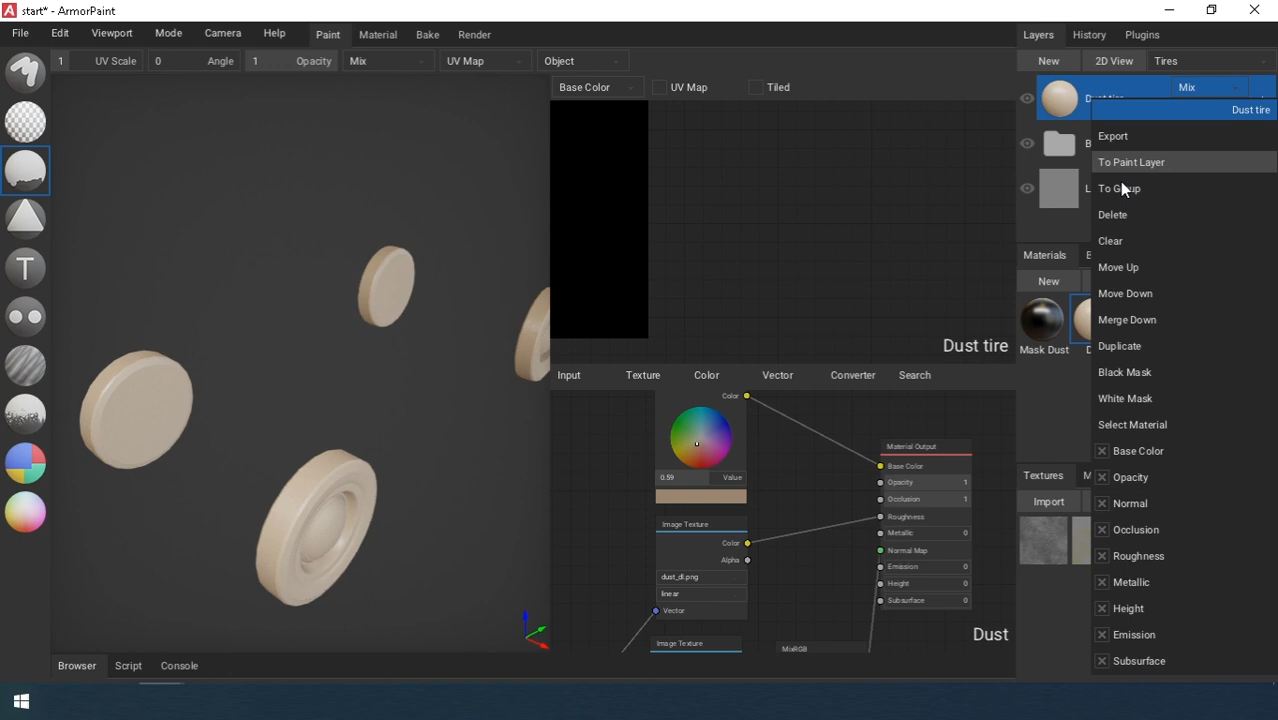 start* - ArmorPaint
File Edit Viewport Mode Camera Help Paint Material Bake Render
Layers History Plugins
1 UV Scale 0 Angle 1 Opacity Mix UV Map Object
New 2D View Tires
Base Color UV Map Tiled
Mix
Dust tire
Export
To Paint Layer
To Group
Delete
Clear
Move Up
Move Down
Merge Down
Duplicate
Black Mask
White Mask
Select Material
Base Color
Opacity
Normal
Occlusion
Roughness
Metallic
Height
Emission
Subsurface
Materials
New
Mask Dust
Textures
Import
Dust tire
Input Texture Color Vector Converter Search
Color
0.59 Value
Image Texture
Color
Alpha
dust_dl.png
linear
Vector
Image Texture
MixRGB
Material Output
Base Color
Opacity 1
Occlusion 1
Roughness
Metallic 0
Normal Map
Emission 0
Height 0
Subsurface 0
Dust
Browser Script Console